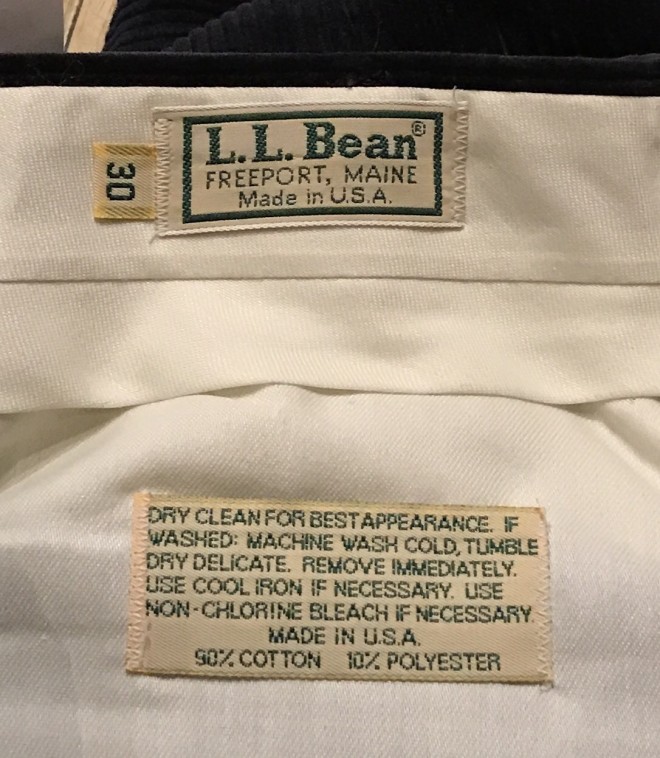 L.L. Bean®
FREEPORT, MAINE
Made in U.S.A.
30
DRY CLEAN FOR BEST APPEARANCE. IF
WASHED: MACHINE WASH COLD, TUMBLE
DRY DELICATE. REMOVE IMMEDIATELY.
USE COOL IRON IF NECESSARY. USE
NON-CHLORINE BLEACH IF NECESSARY.
MADE IN U.S.A.
90% COTTON 10% POLYESTER